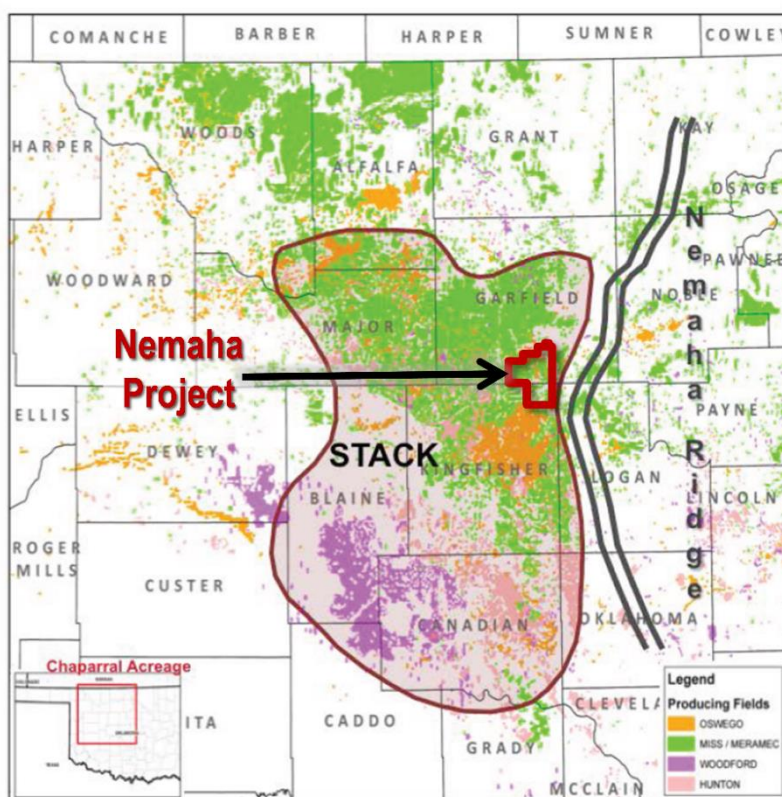 COMANCHE
BARBER
HARPER
SUMNER
COWLEY
WOODS
GRANT
KAY
HARPER
ALFALFA
OSAGE
Nemaha Ridge
PAWNEE
WOODWARD
GARFIELD
NOBLE
MAJOR
Nemaha
Project
ELLIS
PAYNE
DEWEY
STACK
KINGFISHER
LOGAN
BLAINE
LINCOLN
ROGER
MILLS
CUSTER
CANADIAN
OKLAHOMA
Chaparral Acreage
Legend
Producing Fields
OSWEGO
MISS / MERAMEC
WOODFORD
HUNTON
CLEVELA
ITA
CADDO
GRADY
MCCLAIN
TEXAS